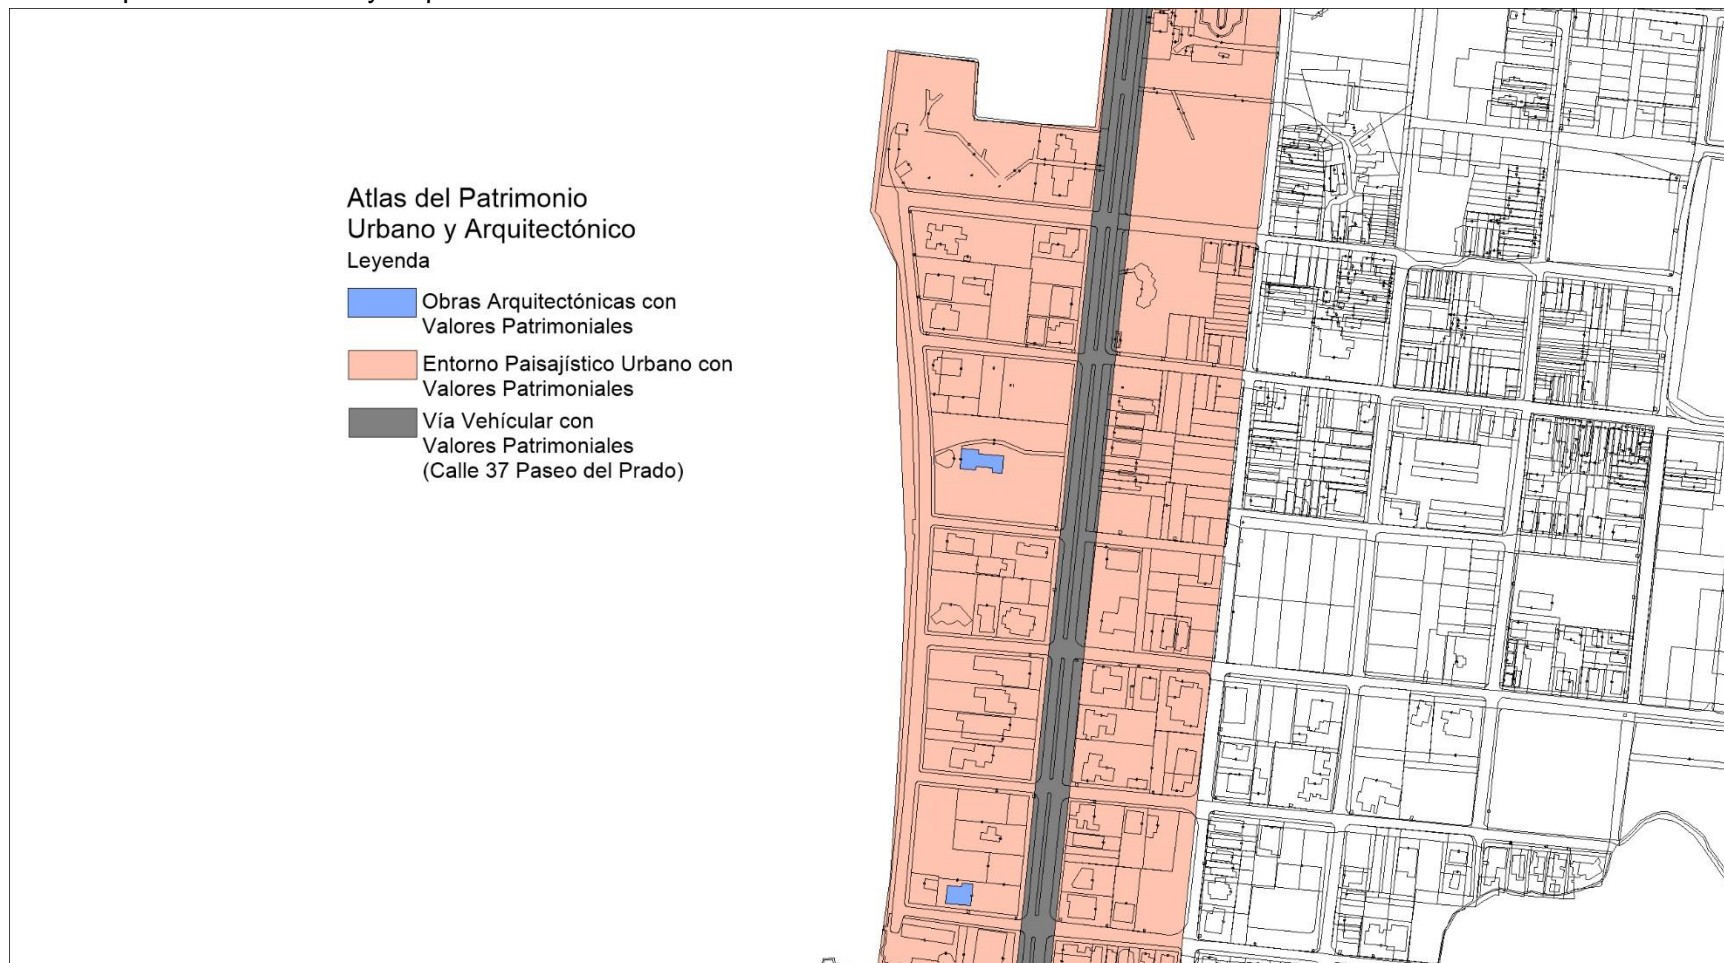 Atlas del Patrimonio
Urbano y Arquitectónico
Leyenda
Obras Arquitectónicas con
Valores Patrimoniales
Entorno Paisajístico Urbano con
Valores Patrimoniales
Vía Vehícular con
Valores Patrimoniales
(Calle 37 Paseo del Prado)